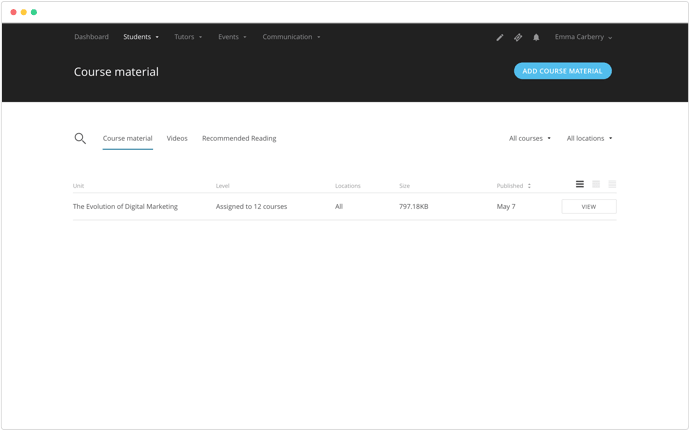 Dashboard Students Tutors Events Communication Emma Carberry
Course material ADD COURSE MATERIAL
Course material Videos Recommended Reading All courses All locations
Unit Level Locations Size Published
The Evolution of Digital Marketing Assigned to 12 courses All 797.18KB May 7 VIEW